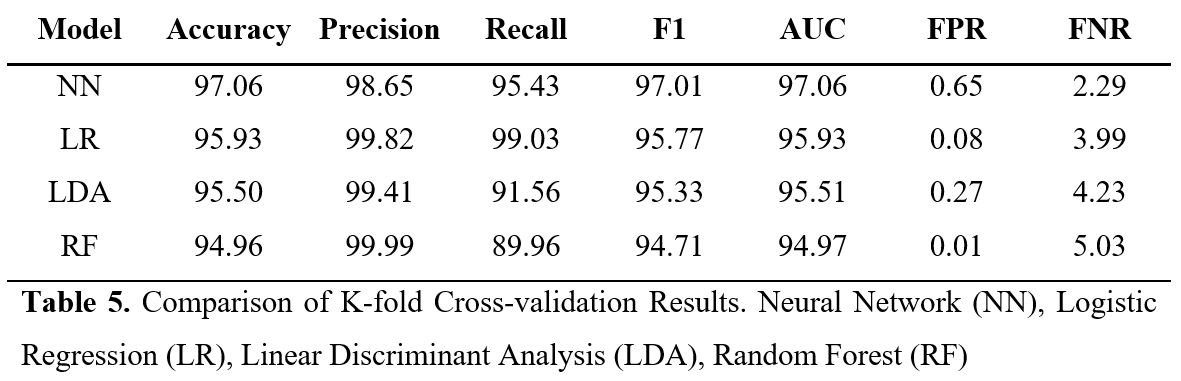 Model Accuracy Precision Recall F1 AUC FPR FNR
NN 97.06 98.65 95.43 97.01 97.06 0.65 2.29
LR 95.93 99.82 99.03 95.77 95.93 0.08 3.99
LDA 95.50 99.41 91.56 95.33 95.51 0.27 4.23
RF 94.96 99.99 89.96 94.71 94.97 0.01 5.03
Table 5. Comparison of K-fold Cross-validation Results. Neural Network (NN), Logistic
Regression (LR), Linear Discriminant Analysis (LDA), Random Forest (RF)